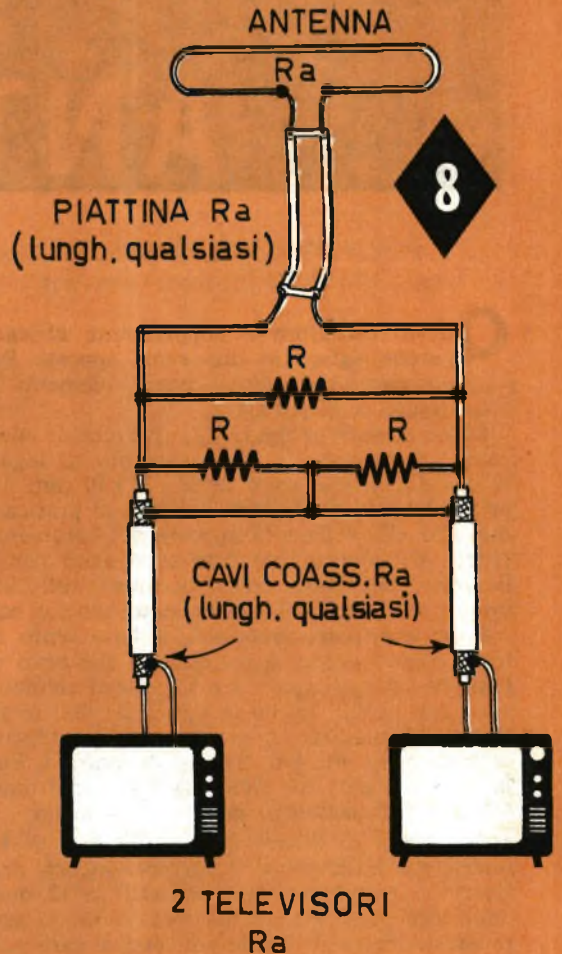 ANTENNA
Ra
8
PIATTINA Ra
(lungh. qualsiasi)
R
R
R
CAVI COASS. Ra
(lungh. qualsiasi)
2 TELEVISORI
Ra